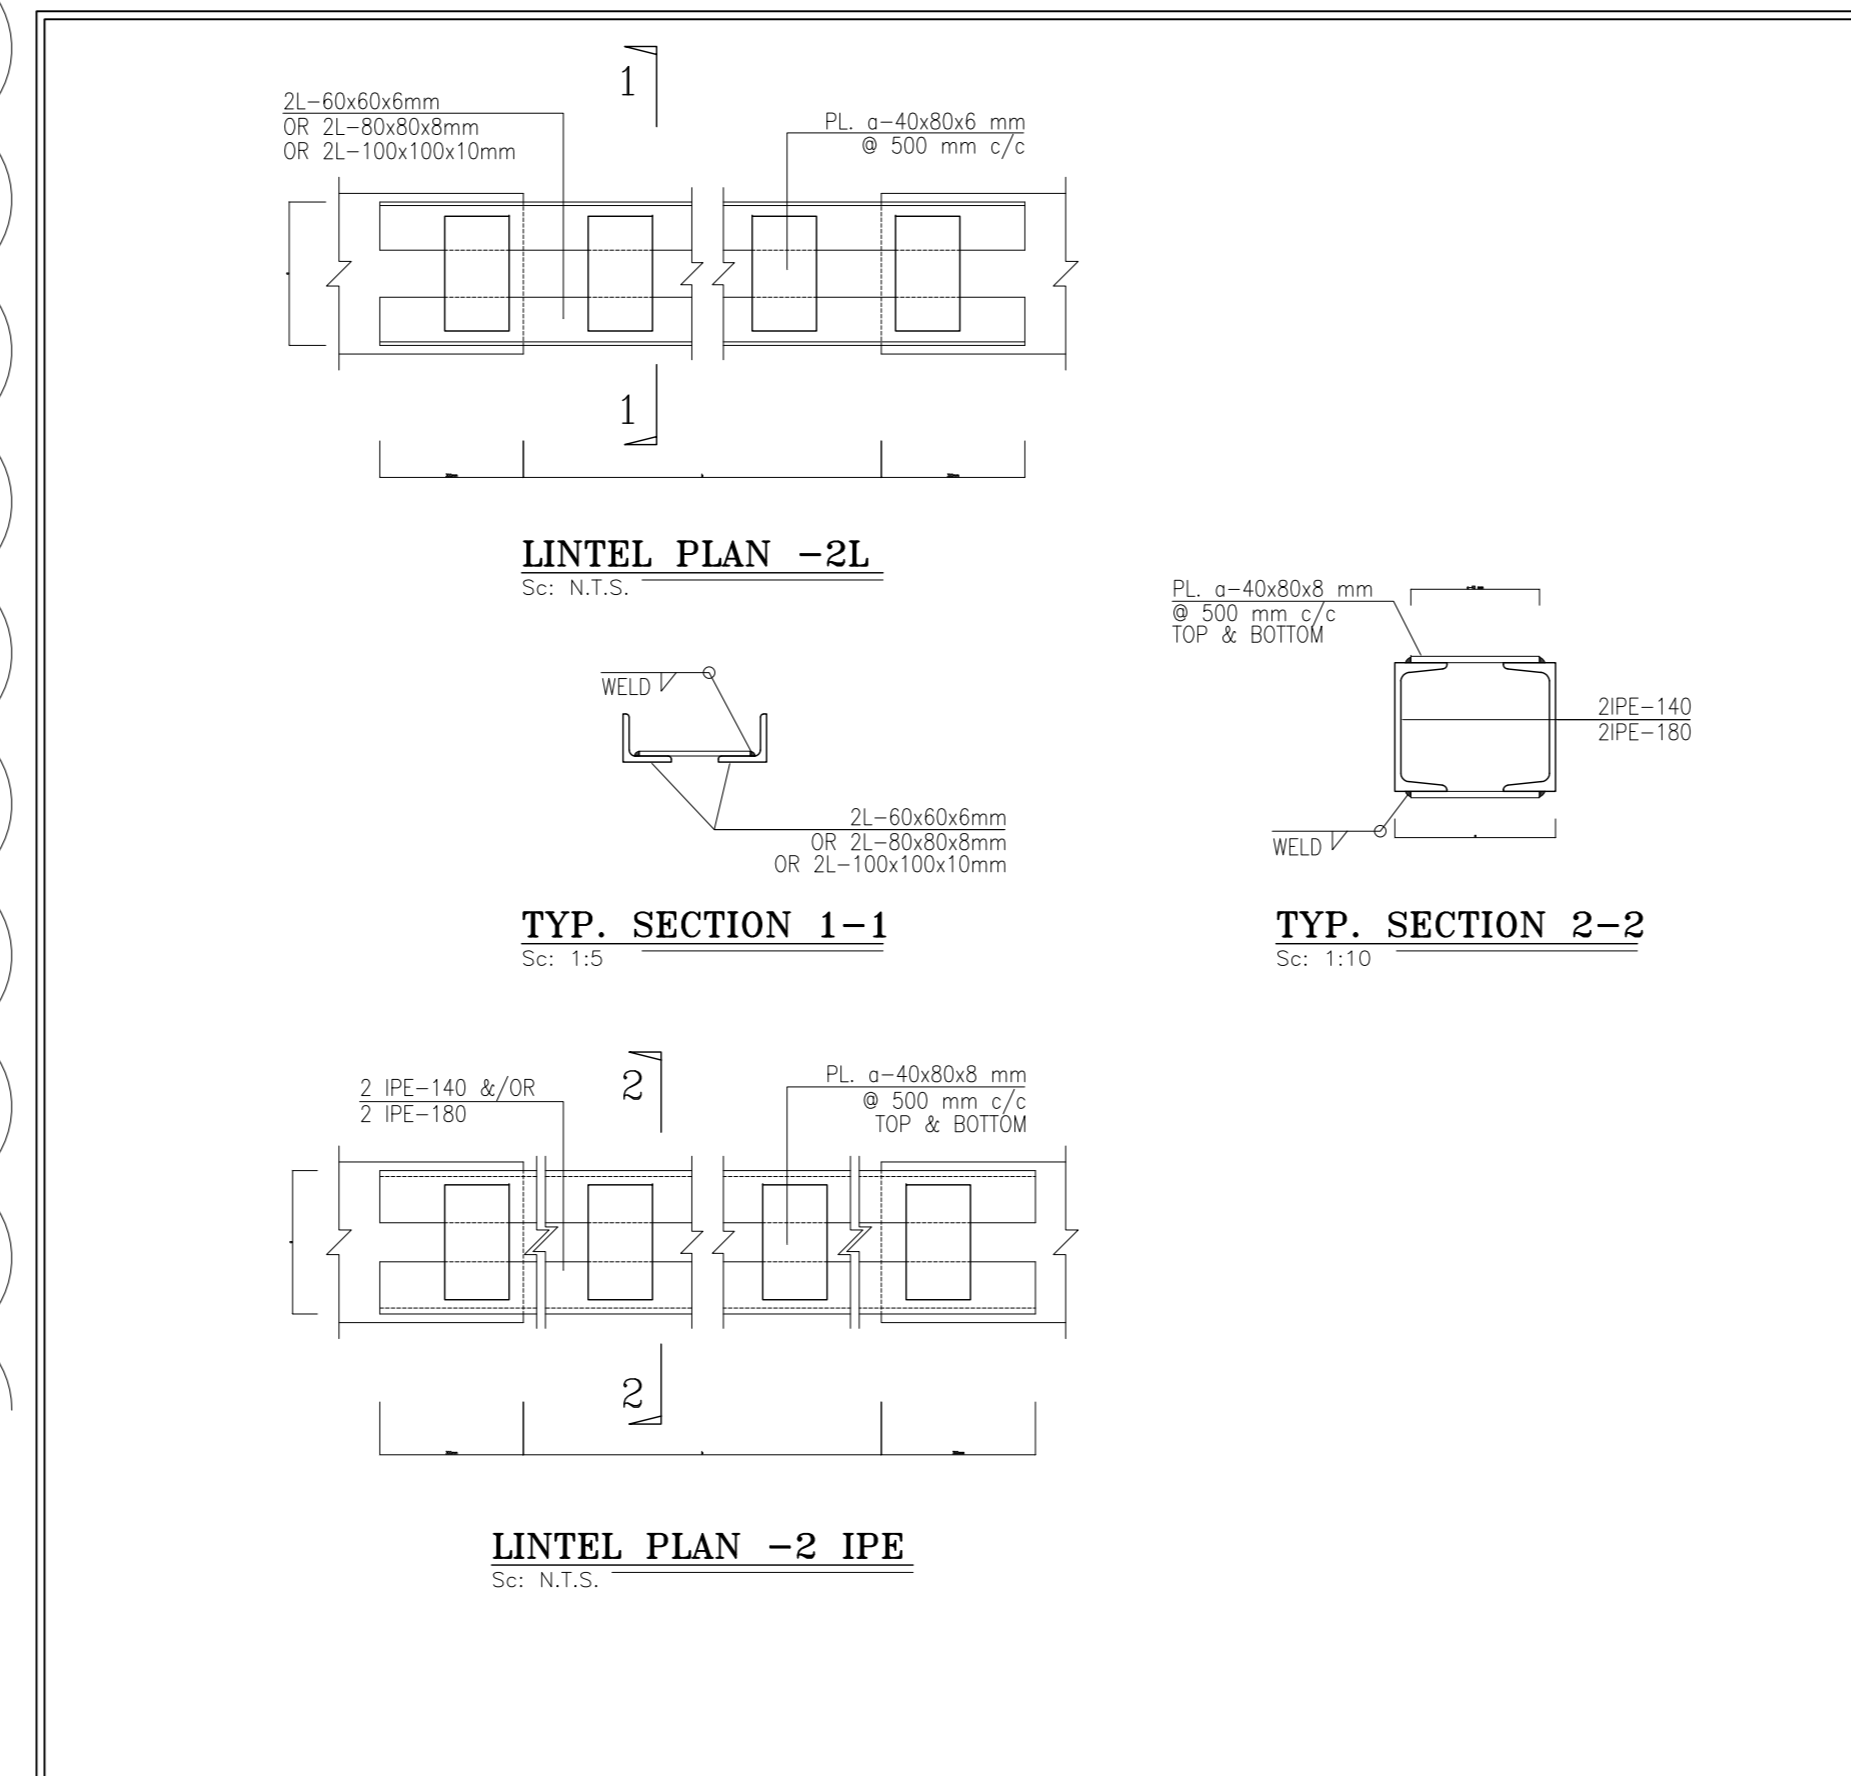 1
2L-60x60x6mm
OR 2L-80x80x8mm
OR 2L-100x100x10mm
PL. a-40x80x6 mm
@ 500 mm c/c
1
LINTEL PLAN -2L
Sc: N.T.S.
PL. a-40x80x8 mm
@ 500 mm c/c
TOP & BOTTOM
WELD
2IPE-140
2IPE-180
2L-60x60x6mm
OR 2L-80x80x8mm
OR 2L-100x100x10mm
WELD
TYP. SECTION 1-1
Sc: 1:5
TYP. SECTION 2-2
Sc: 1:10
2
2 IPE-140 &/OR
2 IPE-180
PL. a-40x80x8 mm
@ 500 mm c/c
TOP & BOTTOM
2
LINTEL PLAN -2 IPE
Sc: N.T.S.